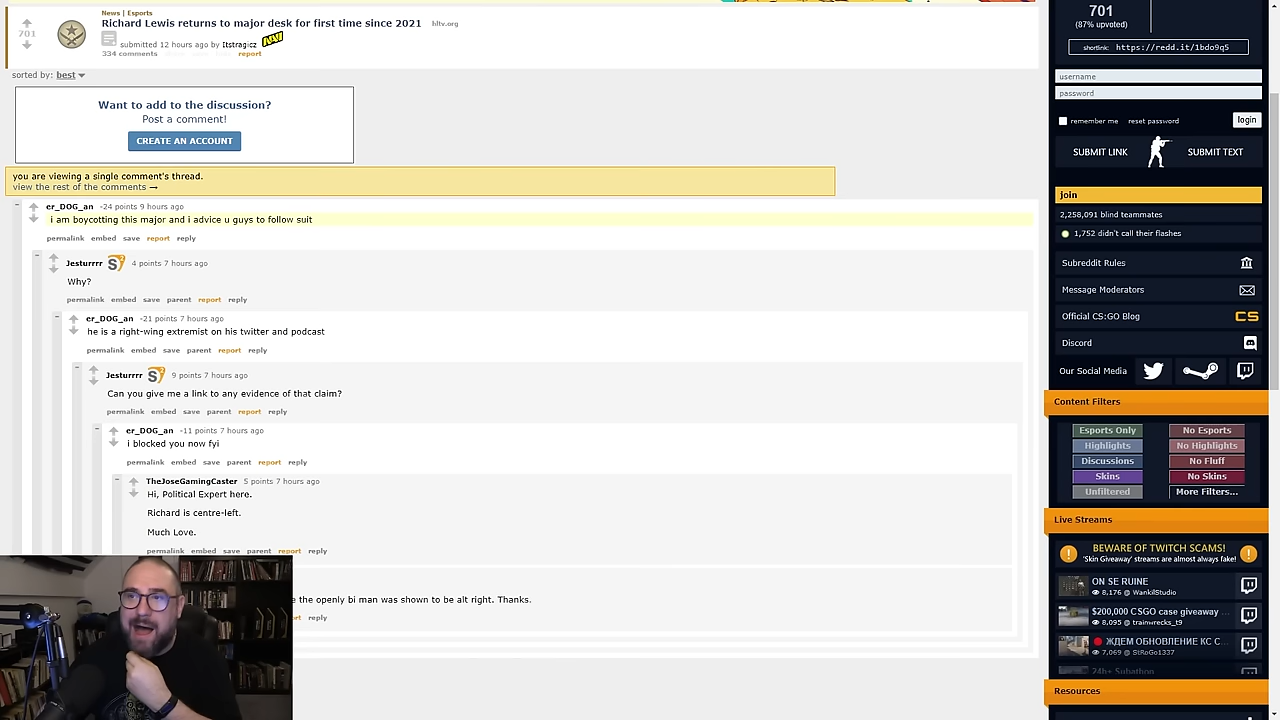 News | Esports
Richard Lewis returns to major desk for first time since 2021 hltv.org
701
submitted 12 hours ago by Itstragicz
334 comments report
sorted by: best
Want to add to the discussion?
Post a comment!
CREATE AN ACCOUNT
you are viewing a single comment's thread.
view the rest of the comments →
er_DOG_an -24 points 9 hours ago
i am boycotting this major and i advice u guys to follow suit
permalink embed save report reply
Jesturrrr 4 points 7 hours ago
Why?
permalink embed save parent report reply
er_DOG_an -21 points 7 hours ago
he is a right-wing extremist on his twitter and podcast
permalink embed save parent report reply
Jesturrrr 9 points 7 hours ago
Can you give me a link to any evidence of that claim?
permalink embed save parent report reply
er_DOG_an -11 points 7 hours ago
i blocked you now fyi
permalink embed save parent report reply
TheJoseGamingCaster 5 points 7 hours ago
Hi, Political Expert here.
Richard is centre-left.
Much Love.
permalink embed save parent report reply
the openly bi man was shown to be alt right. Thanks.
reply
701
(87% upvoted)
shortlink: https://redd.it/1bdo9q5
username
password
remember me reset password login
SUBMIT LINK SUBMIT TEXT
join
2,258,091 blind teammates
1,752 didn't call their flashes
Subreddit Rules
Message Moderators
Official CS:GO Blog CS
Discord
Our Social Media
Content Filters
Esports Only No Esports
Highlights No Highlights
Discussions No Fluff
Skins No Skins
Unfiltered More Filters...
Live Streams
BEWARE OF TWITCH SCAMS!
'Skin Giveaway' streams are almost always fake!
ON SE RUINE
8,176 @ WankilStudio
$200,000 CSGO case giveaway ...
8,095 @ trainwrecks_t9
ЖДЕМ ОБНОВЛЕНИЕ КС С...
7,069 @ StRoGo1337
24h+ Subathon
Resources